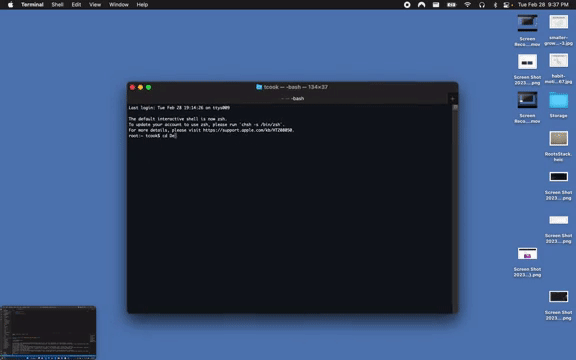 Terminal Shell Edit View Window Help
Tue Feb 28 9:37 PM
tcook — -bash — 134×37
-bash
Last login: Tue Feb 28 19:14:26 on ttys009
The default interactive shell is now zsh.
To update your account to use zsh, please run `chsh -s /bin/zsh`.
For more details, please visit https://support.apple.com/kb/HT208050.
root:~ tcook$ cd De
Screen
Reco....mov
smaller-
grow...-3.jpg
Screen Shot
2023....png
habit-
mati...67.jpg
Screen
Reco....mov
Storage
RootsStack.
heic
Screen Shot
2023....png
Screen Shot
2023....png
Screen Shot
2023...).png
Screen Shot
2023....png